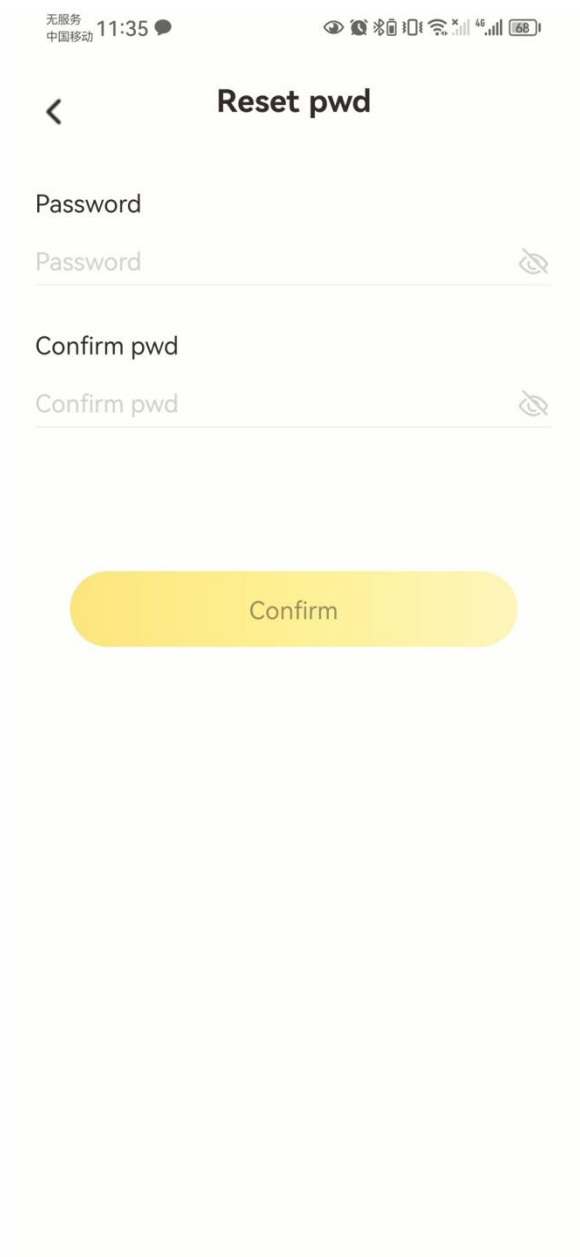 无服务
中国移动 11:35
4G 68
Reset pwd
Password
Password
Confirm pwd
Confirm pwd
Confirm